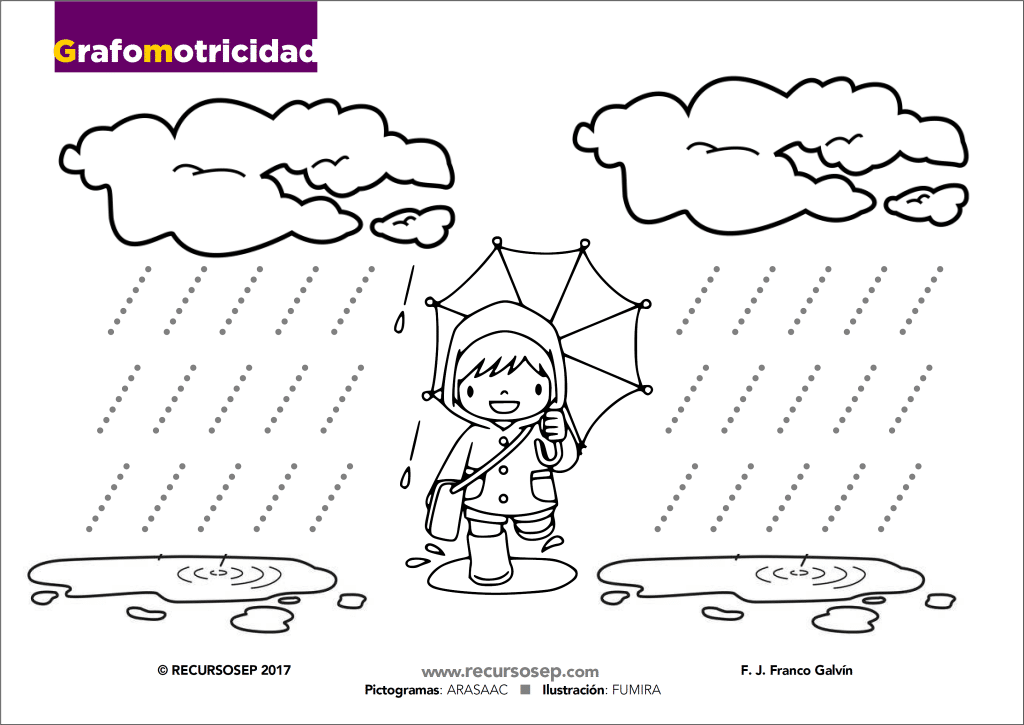 Grafomotricidad
© RECURSOSEP 2017
www.recursosep.com
F. J. Franco Galvín
Pictogramas: ARASAAC ■ Ilustración: FUMIRA